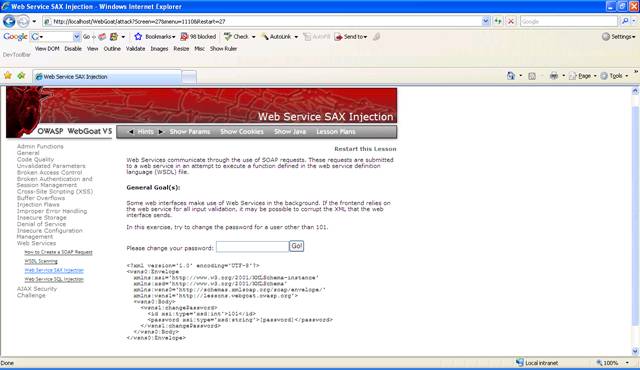 Web Service SAX Injection - Windows Internet Explorer
http://localhost/WebGoat/attack?Screen=27&menu=1110&Restart=27
Google
Google
Go
Bookmarks
98 blocked
Check
AutoLink
AutoFill
Send to
Settings
View DOM Disable View Down Outline Validate Images Resize Misc Show Ruler
DevToolBar
Web Service SAX Injection
Page
Tools
Web Service SAX Injection
OWASP WebGoat V5
Hints Show Params Show Cookies Show Java Lesson Plans
Restart this Lesson
Admin Functions
General
Code Quality
Unvalidated Parameters
Broken Access Control
Broken Authentication and
Session Management
Cross-Site Scripting (XSS)
Buffer Overflows
Injection Flaws
Improper Error Handling
Insecure Storage
Denial of Service
Insecure Configuration
Management
Web Services
How to Create a SOAP Request
WSDL Scanning
Web Service SAX Injection
Web Service SQL Injection
AJAX Security
Challenge
Web Services communicate through the use of SOAP requests. These requests are submitted
to a web service in an attempt to execute a function defined in the web service definition
language (WSDL) file.
General Goal(s):
Some web interfaces make use of Web Services in the background. If the frontend relies on
the web service for all input validation, it may be possible to corrupt the XML that the web
interface sends.
In this exercise, try to change the password for a user other than 101.
Please change your password:
Go!
<?xml version='1.0' encoding='UTF-8'?>
<wsns0:Envelope
xmlns:xsi='http://www.w3.org/2001/XMLSchema-instance'
xmlns:xsd='http://www.w3.org/2001/XMLSchema'
xmlns:wsns0='http://schemas.xmlsoap.org/soap/envelope/'
xmlns:wsns1='http://lessons.webgoat.owasp.org'>
<wsns0:Body>
<wsns1:changePassword>
<id xsi:type='xsd:int'>101</id>
<password xsi:type='xsd:string'>[password]</password>
</wsns1:changePassword>
</wsns0:Body>
</wsns0:Envelope>
Done
Local intranet
100%